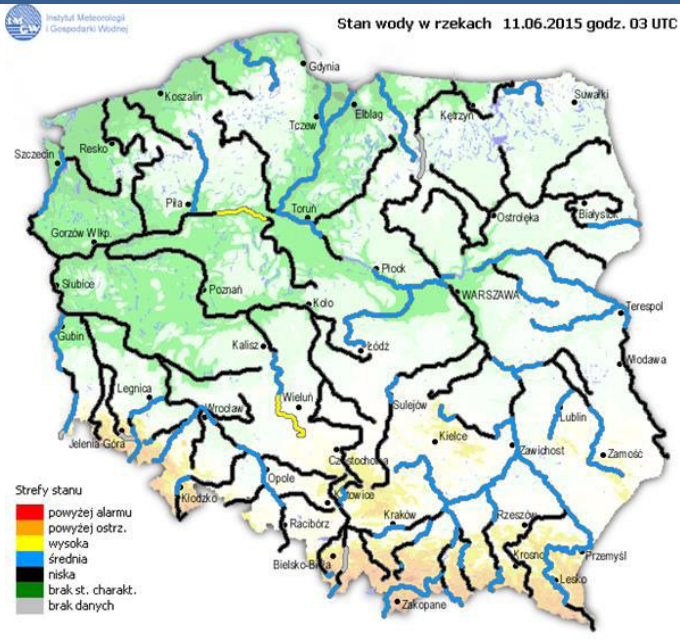 Instytut Meteorologii
i Gospodarki Wodnej
Stan wody w rzekach 11.06.2015 godz. 03 UTC
Gdynia
Koszalin
Suwałki
Elbląg
Kętrzyn
Tczew
Resko
Szczecin
Piła
Toruń
Ostrołęka
Białystok
Gorzów Wlkp.
Płock
Słubice
Poznań
WARSZAWA
Koło
Terespol
Gubin
Kalisz
Łódź
Włodawa
Legnica
Wieluń
Sulejów
Wrocław
Lublin
Jelenia Góra
Kielce
Zawichost
Zamość
Częstochowa
Opole
Strefy stanu
Kłodzko
Katowice
powyżej alarmu
Kraków
Rzeszów
powyżej ostrz.
Racibórz
wysoka
Krosno
Przemyśl
średnia
Bielsko-Biała
niska
Lesko
brak st. charakt.
brak danych
Zakopane